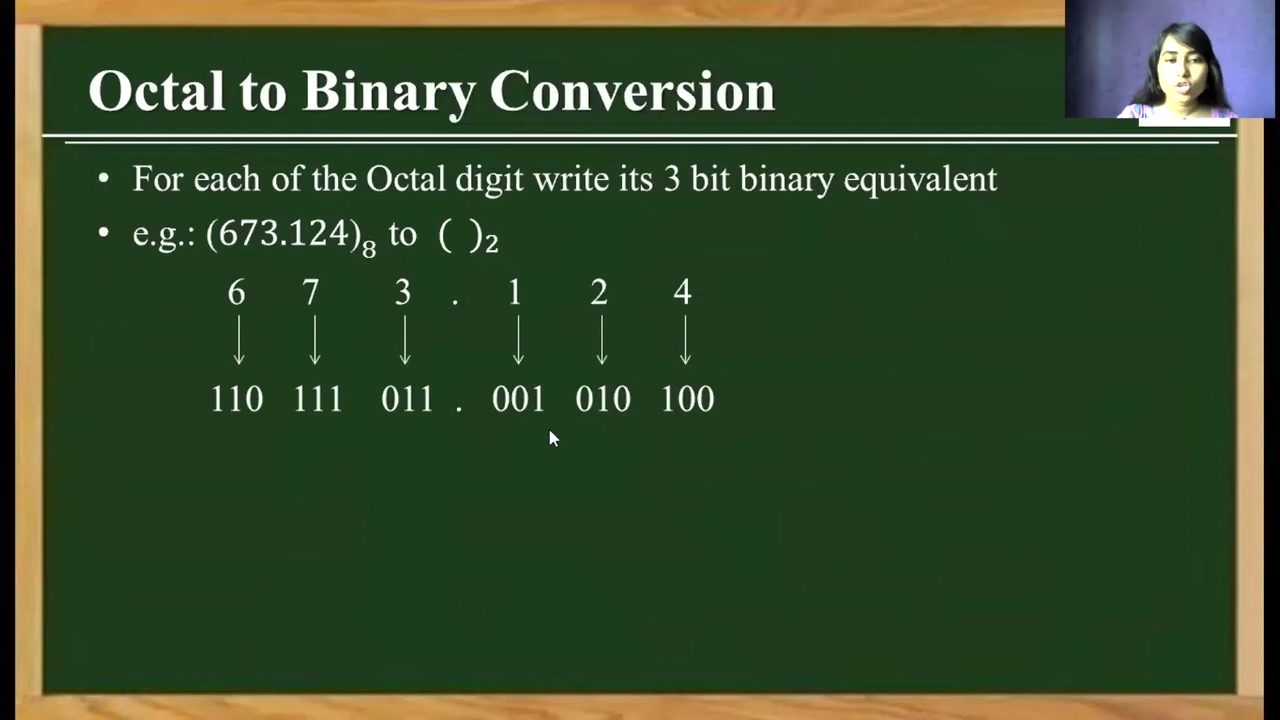 Octal to Binary Conversion
• For each of the Octal digit write its 3 bit binary equivalent
• e.g.: (673.124)₈ to ( )₂
6 7 3 . 1 2 4
110 111 011 . 001 010 100